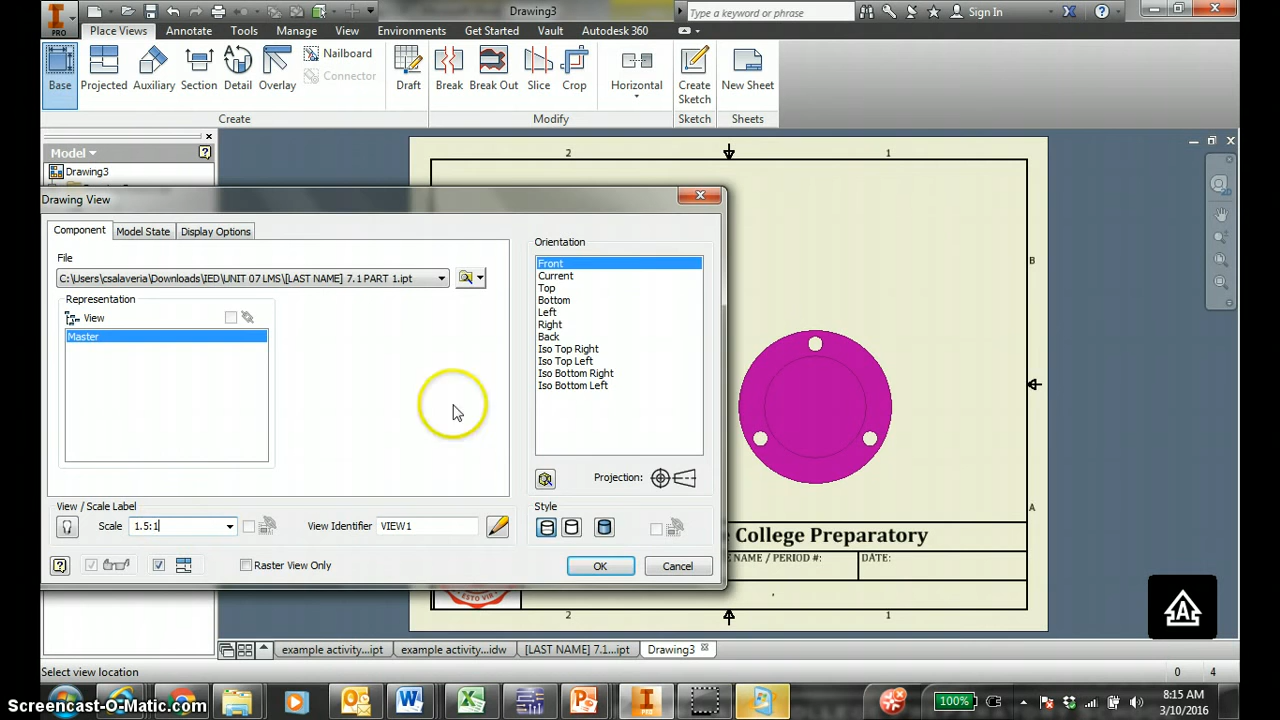 Drawing3
Type a keyword or phrase
Sign In
PRO
Place Views
Annotate
Tools
Manage
View
Environments
Get Started
Vault
Autodesk 360
Base
Projected
Auxiliary
Section
Detail
Overlay
Nailboard
Connector
Draft
Break
Break Out
Slice
Crop
Horizontal
Create Sketch
New Sheet
Create
Modify
Sketch
Sheets
Model
Drawing3
2
1
Drawing View
Component
Model State
Display Options
File
C:\Users\csalaveria\Downloads\IED\UNIT 07 LMS\[LAST NAME] 7.1 PART 1.ipt
Representation
View
Master
Orientation
Front
Current
Top
Bottom
Left
Right
Back
Iso Top Right
Iso Top Left
Iso Bottom Right
Iso Bottom Left
Projection:
View / Scale Label
Scale
1.5:1
View Identifier
VIEW1
Style
Raster View Only
OK
Cancel
B
A
College Preparatory
NAME / PERIOD #:
DATE:
ESTO VIR
2
1
example activity...ipt
example activity...idw
[LAST NAME] 7.1...ipt
Drawing3
Select view location
0
4
100%
8:15 AM
3/10/2016
Screencast-O-Matic.com